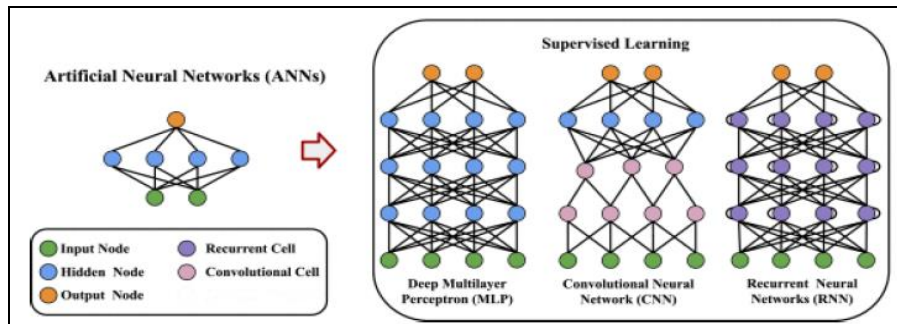 Artificial Neural Networks (ANNs)
Supervised Learning
Input Node
Hidden Node
Output Node
Recurrent Cell
Convolutional Cell
Deep Multilayer
Perceptron (MLP)
Convolutional Neural
Network (CNN)
Recurrent Neural
Networks (RNN)